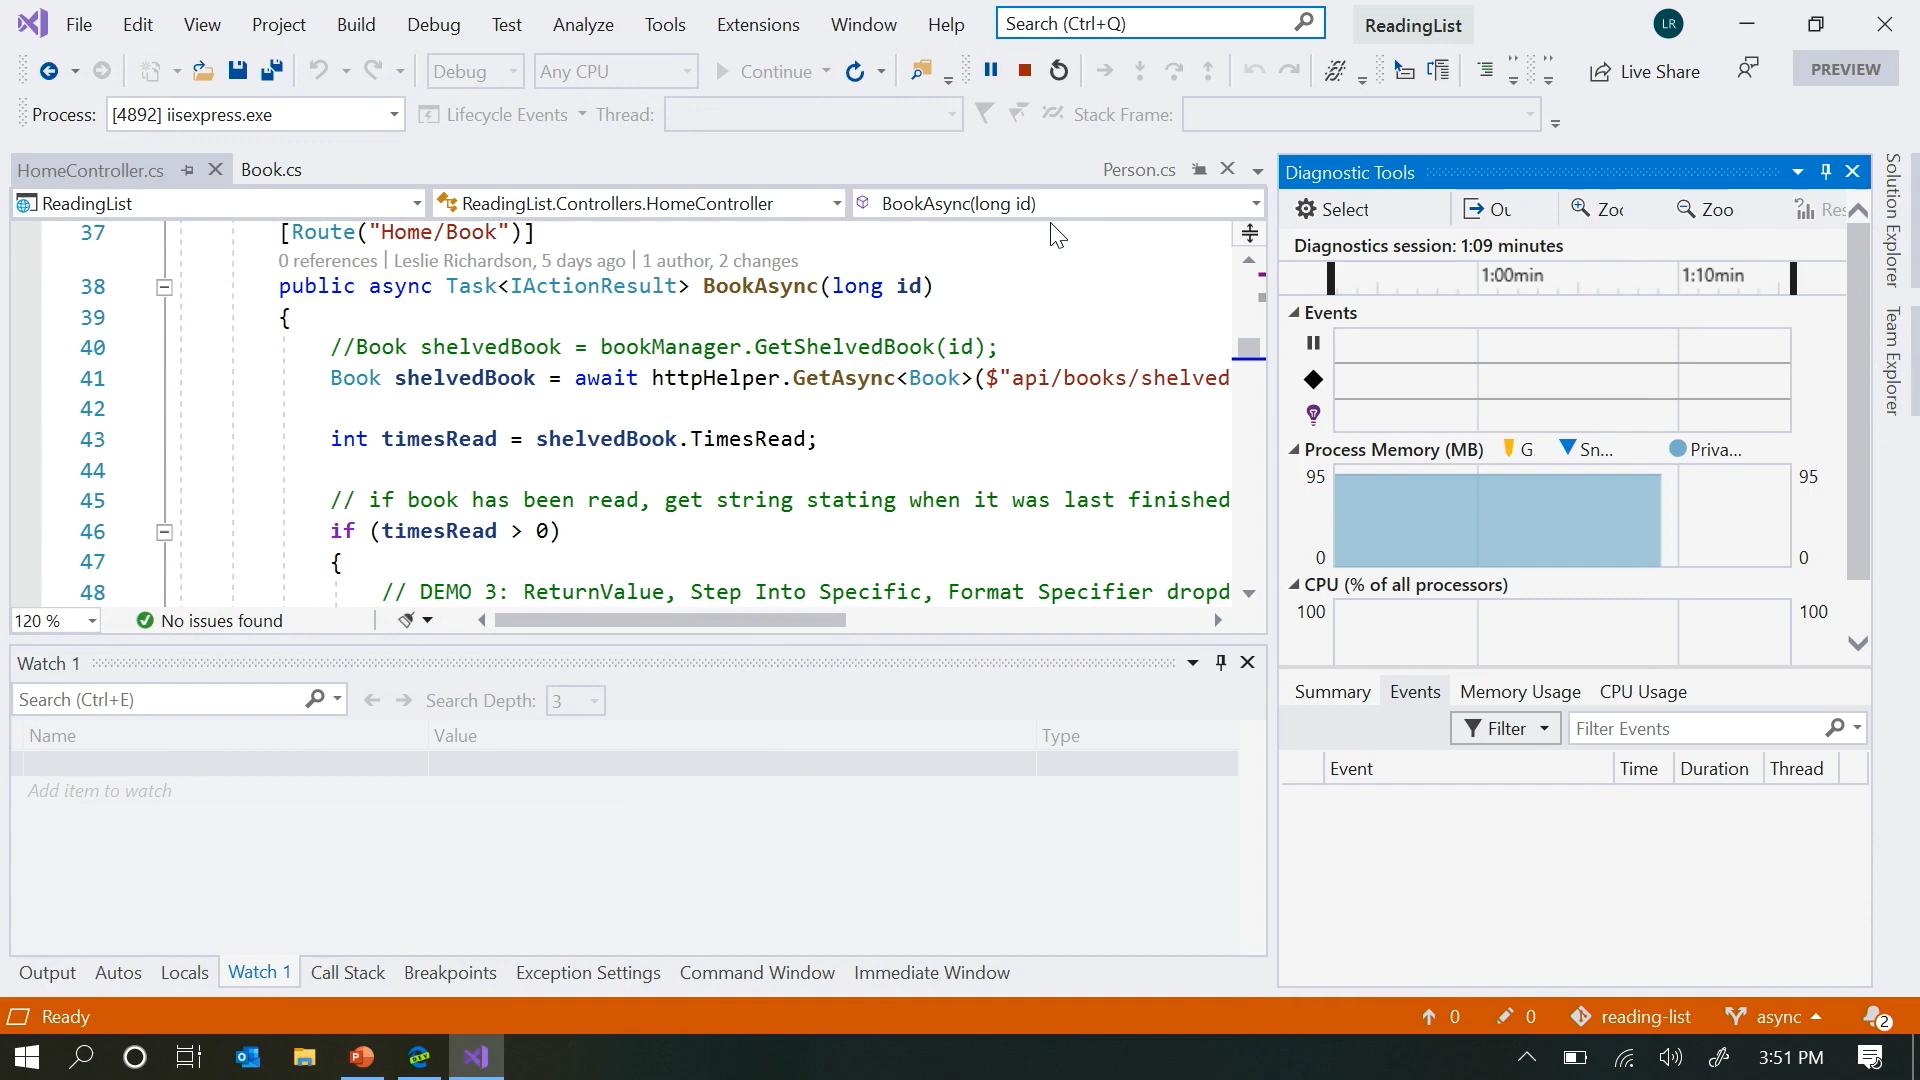 File Edit View Project Build Debug Test Analyze Tools Extensions Window Help Search (Ctrl+Q) ReadingList LR
Debug Any CPU Continue Live Share PREVIEW
Process: [4892] iisexpress.exe Lifecycle Events Thread: Stack Frame:
HomeController.cs Book.cs Person.cs
ReadingList ReadingList.Controllers.HomeController BookAsync(long id)
37 [Route("Home/Book")]
0 references | Leslie Richardson, 5 days ago | 1 author, 2 changes
38 public async Task<IActionResult> BookAsync(long id)
39 {
40 //Book shelvedBook = bookManager.GetShelvedBook(id);
41 Book shelvedBook = await httpHelper.GetAsync<Book>($"api/books/shelved
42
43 int timesRead = shelvedBook.TimesRead;
44
45 // if book has been read, get string stating when it was last finished
46 if (timesRead > 0)
47 {
48 // DEMO 3: ReturnValue, Step Into Specific, Format Specifier dropd
120 % No issues found
Watch 1
Search (Ctrl+E) Search Depth: 3
Name Value Type
Add item to watch
Output Autos Locals Watch 1 Call Stack Breakpoints Exception Settings Command Window Immediate Window
Diagnostic Tools
Select Ou Zoo Zoo Res
Diagnostics session: 1:09 minutes
1:00min 1:10min
Events
Process Memory (MB) G Sn... Priva...
95 95
0 0
CPU (% of all processors)
100 100
Summary Events Memory Usage CPU Usage
Filter Filter Events
Event Time Duration Thread
Solution Explorer
Team Explorer
Ready 0 0 reading-list async 2
3:51 PM